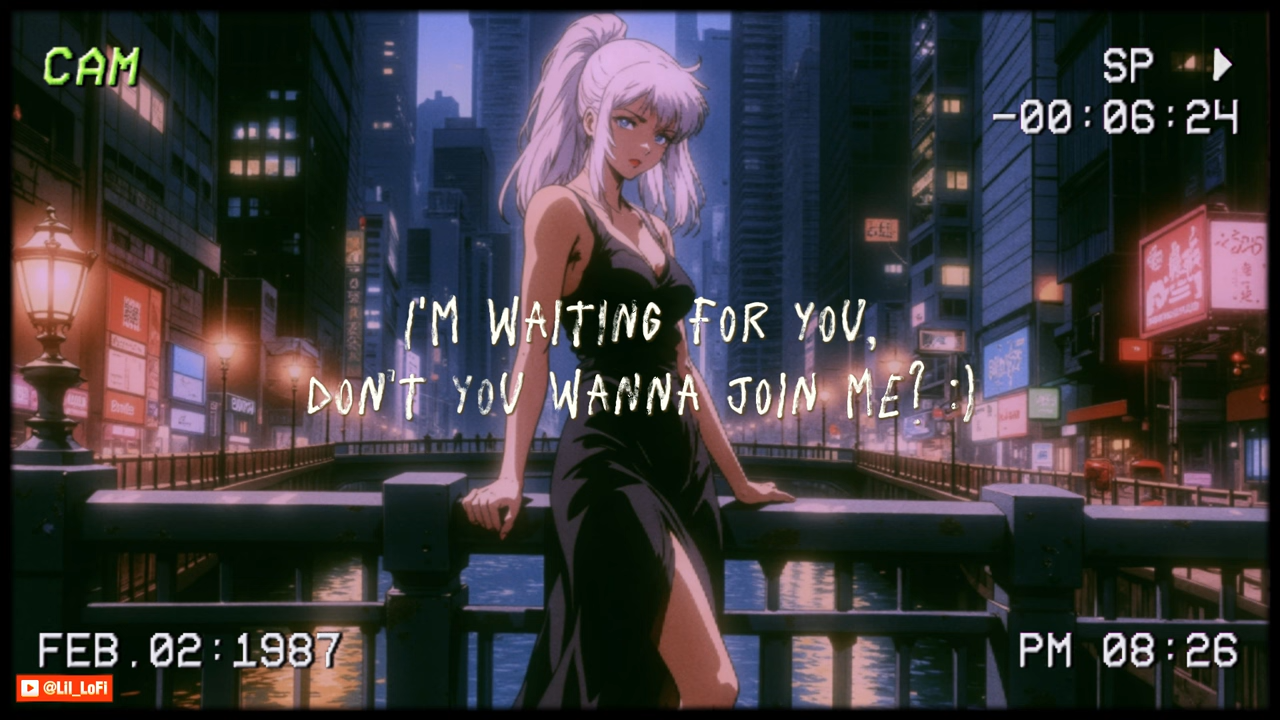 CAM
SP
-00:06:24
I'M WAITING FOR YOU,
DON'T YOU WANNA JOIN ME? :)
FEB.02:1987
PM 08:26
@Lil_LoFi